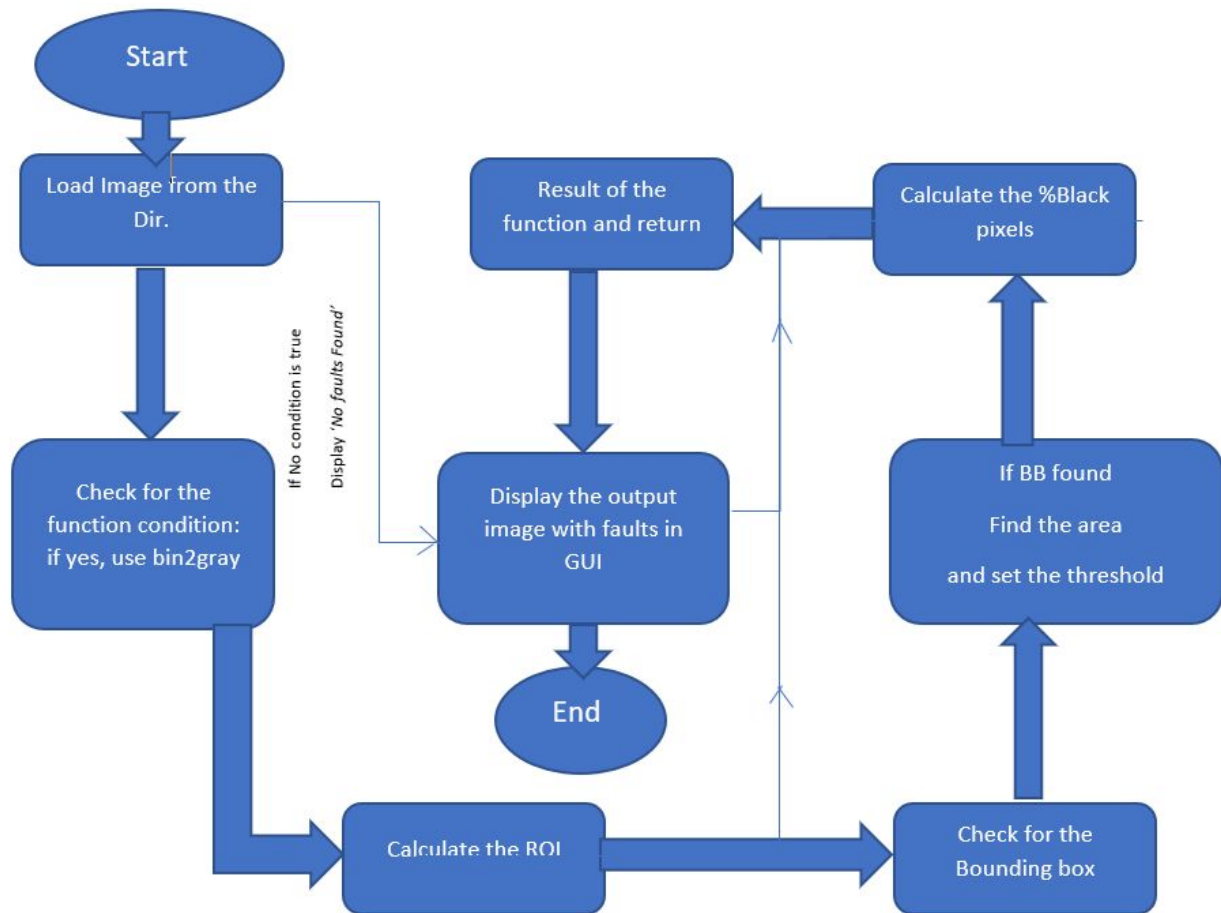 Start
Load Image from the
Dir.
Check for the
function condition:
if yes, use bin2gray
If No condition is true
Display ‘No faults Found’
Calculate the ROI
Check for the
Bounding box
If BB found
Find the area
and set the threshold
Calculate the %Black
pixels
Result of the
function and return
Display the output
image with faults in
GUI
End